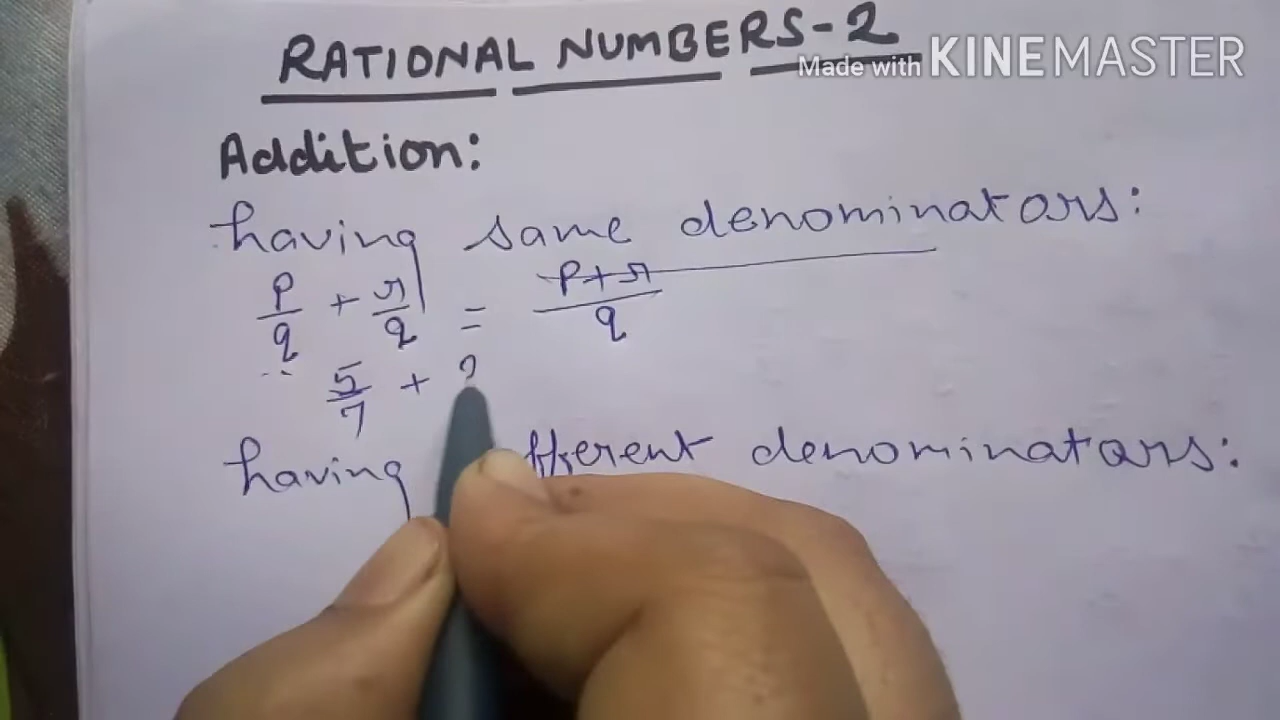 RATIONAL NUMBERS-2
Made with KINEMASTER
Addition:
having same denominators:
p/q + r/q = p+r/q
5/7 +
having denominators: